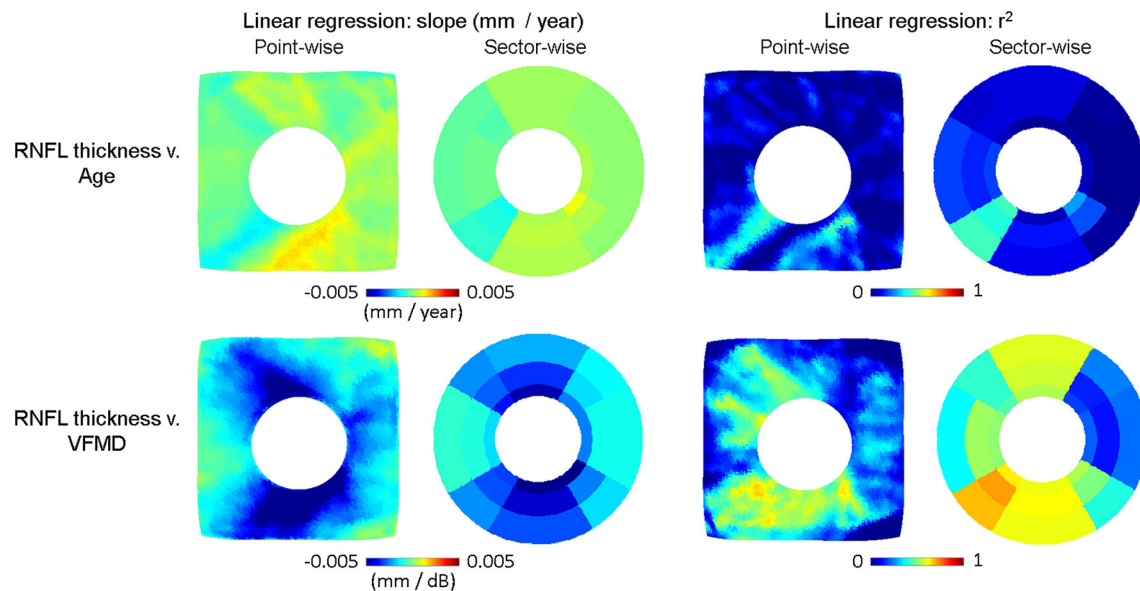 Linear regression: slope (mm / year)
Linear regression: r²
Point-wise
Sector-wise
Point-wise
Sector-wise
RNFL thickness v.
Age
-0.005
0.005
(mm / year)
0
1
RNFL thickness v.
VFMD
-0.005
0.005
(mm / dB)
0
1